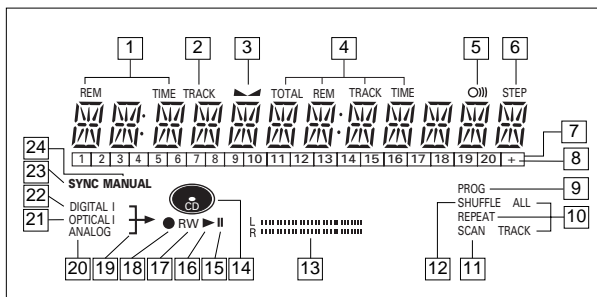 1 2 3 4 5 6
REM TIME TRACK TOTAL REM TRACK TIME O))) STEP
7
1 2 3 4 5 6 7 8 9 10 11 12 13 14 15 16 17 18 19 20 +
8
24
23 SYNC MANUAL
22 DIGITAL I
21 OPTICAL I
ANALOG
CD
RW
L
R
PROG 9
SHUFFLE ALL
REPEAT 10
SCAN TRACK
20 19 18 17 16 15 14 13 12 11